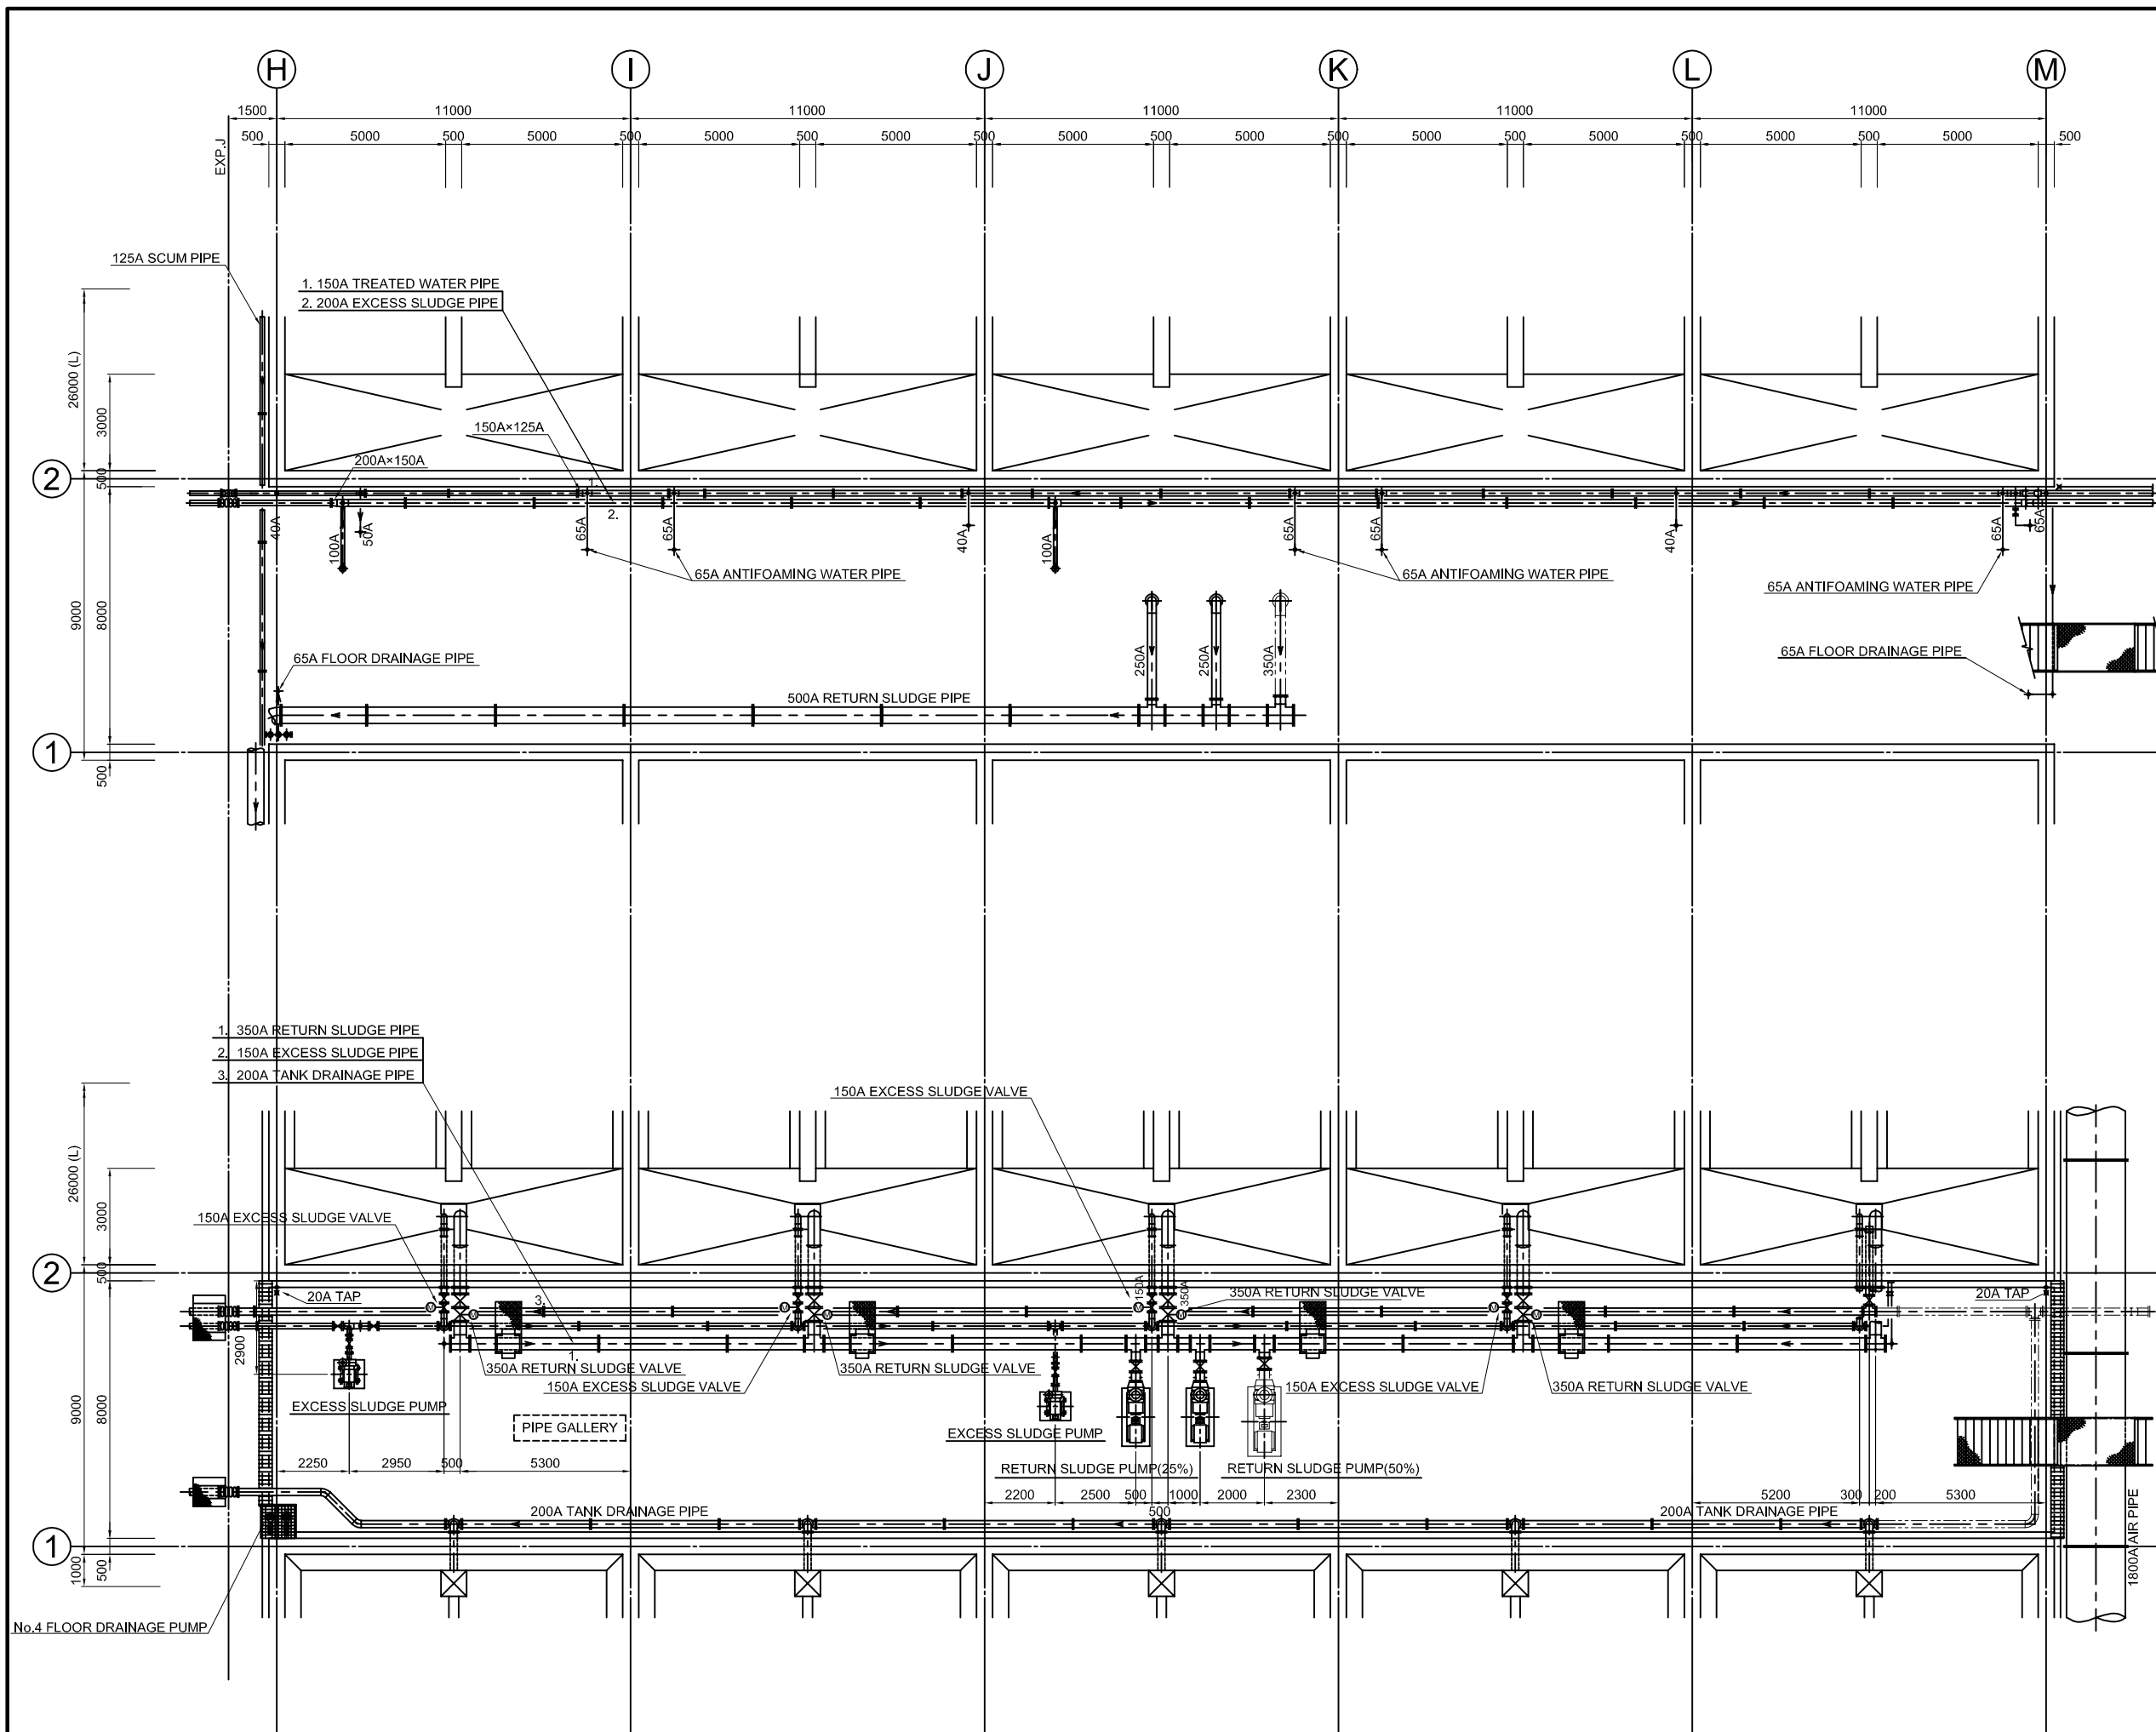 H I J K L M
1500 11000 11000 11000 11000 11000
500 5000 500 5000 500 5000 500 5000 500 5000 500 5000 500 5000 500 5000 500 5000 500 5000 500
EXP.J
125A SCUM PIPE
1. 150A TREATED WATER PIPE
2. 200A EXCESS SLUDGE PIPE
26000 (L)
3000
150A×125A
200A×150A
2
500
1.
2.
40A
100A
50A
65A
65A
40A
100A
65A
65A
40A
65A
65A
65A ANTIFOAMING WATER PIPE
65A ANTIFOAMING WATER PIPE
65A ANTIFOAMING WATER PIPE
9000
8000
250A
250A
350A
65A FLOOR DRAINAGE PIPE
65A FLOOR DRAINAGE PIPE
500A RETURN SLUDGE PIPE
1
500
1. 350A RETURN SLUDGE PIPE
2. 150A EXCESS SLUDGE PIPE
3. 200A TANK DRAINAGE PIPE
150A EXCESS SLUDGE VALVE
26000 (L)
3000
150A EXCESS SLUDGE VALVE
2
500
20A TAP
3.
M M M M M M M M
150A
350A
350A RETURN SLUDGE VALVE
20A TAP
2900
1.
350A RETURN SLUDGE VALVE
350A RETURN SLUDGE VALVE
150A EXCESS SLUDGE VALVE
150A EXCESS SLUDGE VALVE
350A RETURN SLUDGE VALVE
EXCESS SLUDGE PUMP
PIPE GALLERY
EXCESS SLUDGE PUMP
9000
8000
RETURN SLUDGE PUMP(25%)
RETURN SLUDGE PUMP(50%)
2250 2950 500 5300
2200 2500 500 500 1000 2000 2300
5200 300 200 5300
200A TANK DRAINAGE PIPE
200A TANK DRAINAGE PIPE
1
1000
500
1800A AIR PIPE
No.4 FLOOR DRAINAGE PUMP